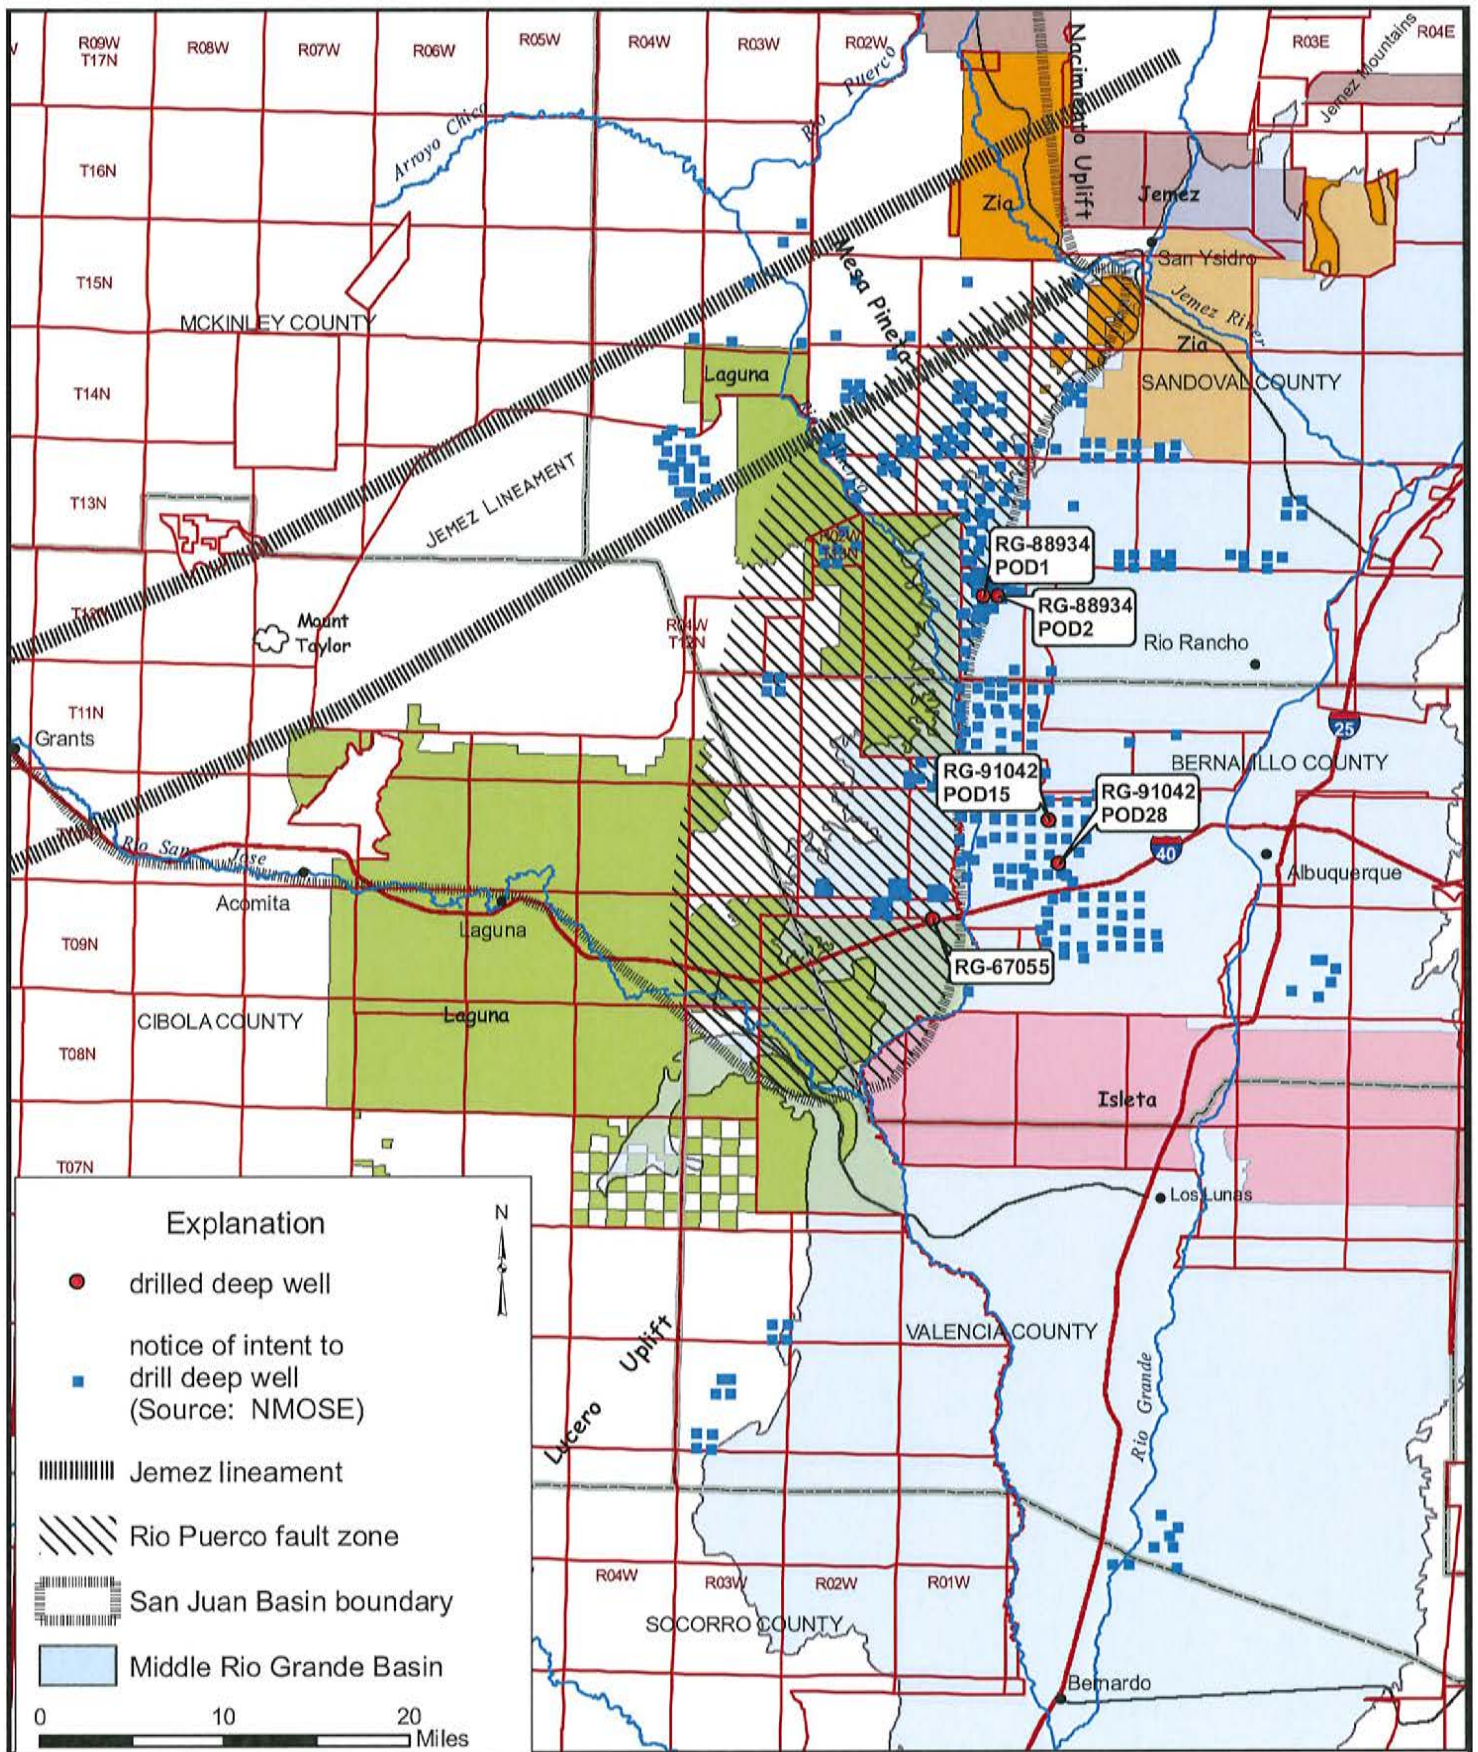 R09W
T17N
R08W
R07W
R06W
R05W
R04W
R03W
R02W
R03E
R04E
Nacimiento Uplift
Jemez Mountains
Rio Puerco
Arroyo Chico
T16N
Zia
Jemez
San Ysidro
Mesa Pineta
T15N
MCKINLEY COUNTY
Jemez River
Zia
Laguna
SANDOVAL COUNTY
T14N
JEMEZ LINEAMENT
T13N
R02W
T13N
RG-88934
POD1
RG-88934
POD2
T12N
Mount
Taylor
R04W
T12N
Rio Rancho
T11N
Grants
25
BERNALILLO COUNTY
RG-91042
POD15
RG-91042
POD28
40
Rio San Jose
Albuquerque
Acomita
Laguna
T09N
RG-67055
CIBOLA COUNTY
Laguna
T08N
Isleta
T07N
Los Lunas
Explanation
N
drilled deep well
notice of intent to
drill deep well
(Source: NMOSE)
Jemez lineament
Rio Puerco fault zone
San Juan Basin boundary
Middle Rio Grande Basin
0 10 20
Miles
Lucero Uplift
VALENCIA COUNTY
Rio Grande
R04W
R03W
R02W
R01W
SOCORRO COUNTY
Bernardo